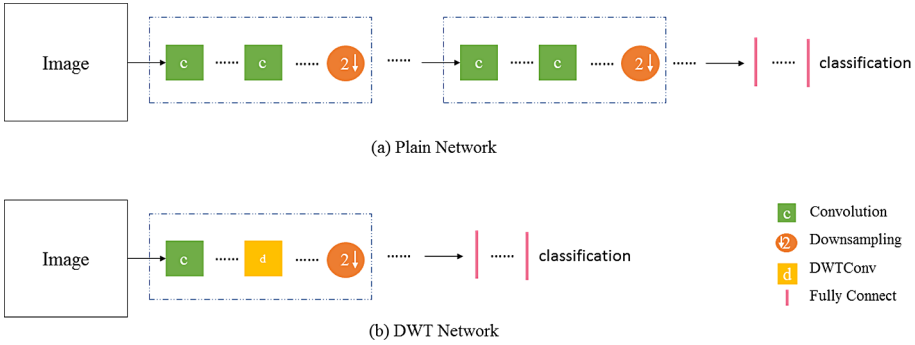 Image c ······ c ······ 2↓ ······ c ······ c ······ 2↓ ······ ······ classification
(a) Plain Network
Image c ······ d ······ 2↓ ······ ······ classification
(b) DWT Network
c Convolution
↓2 Downsampling
d DWTConv
Fully Connect